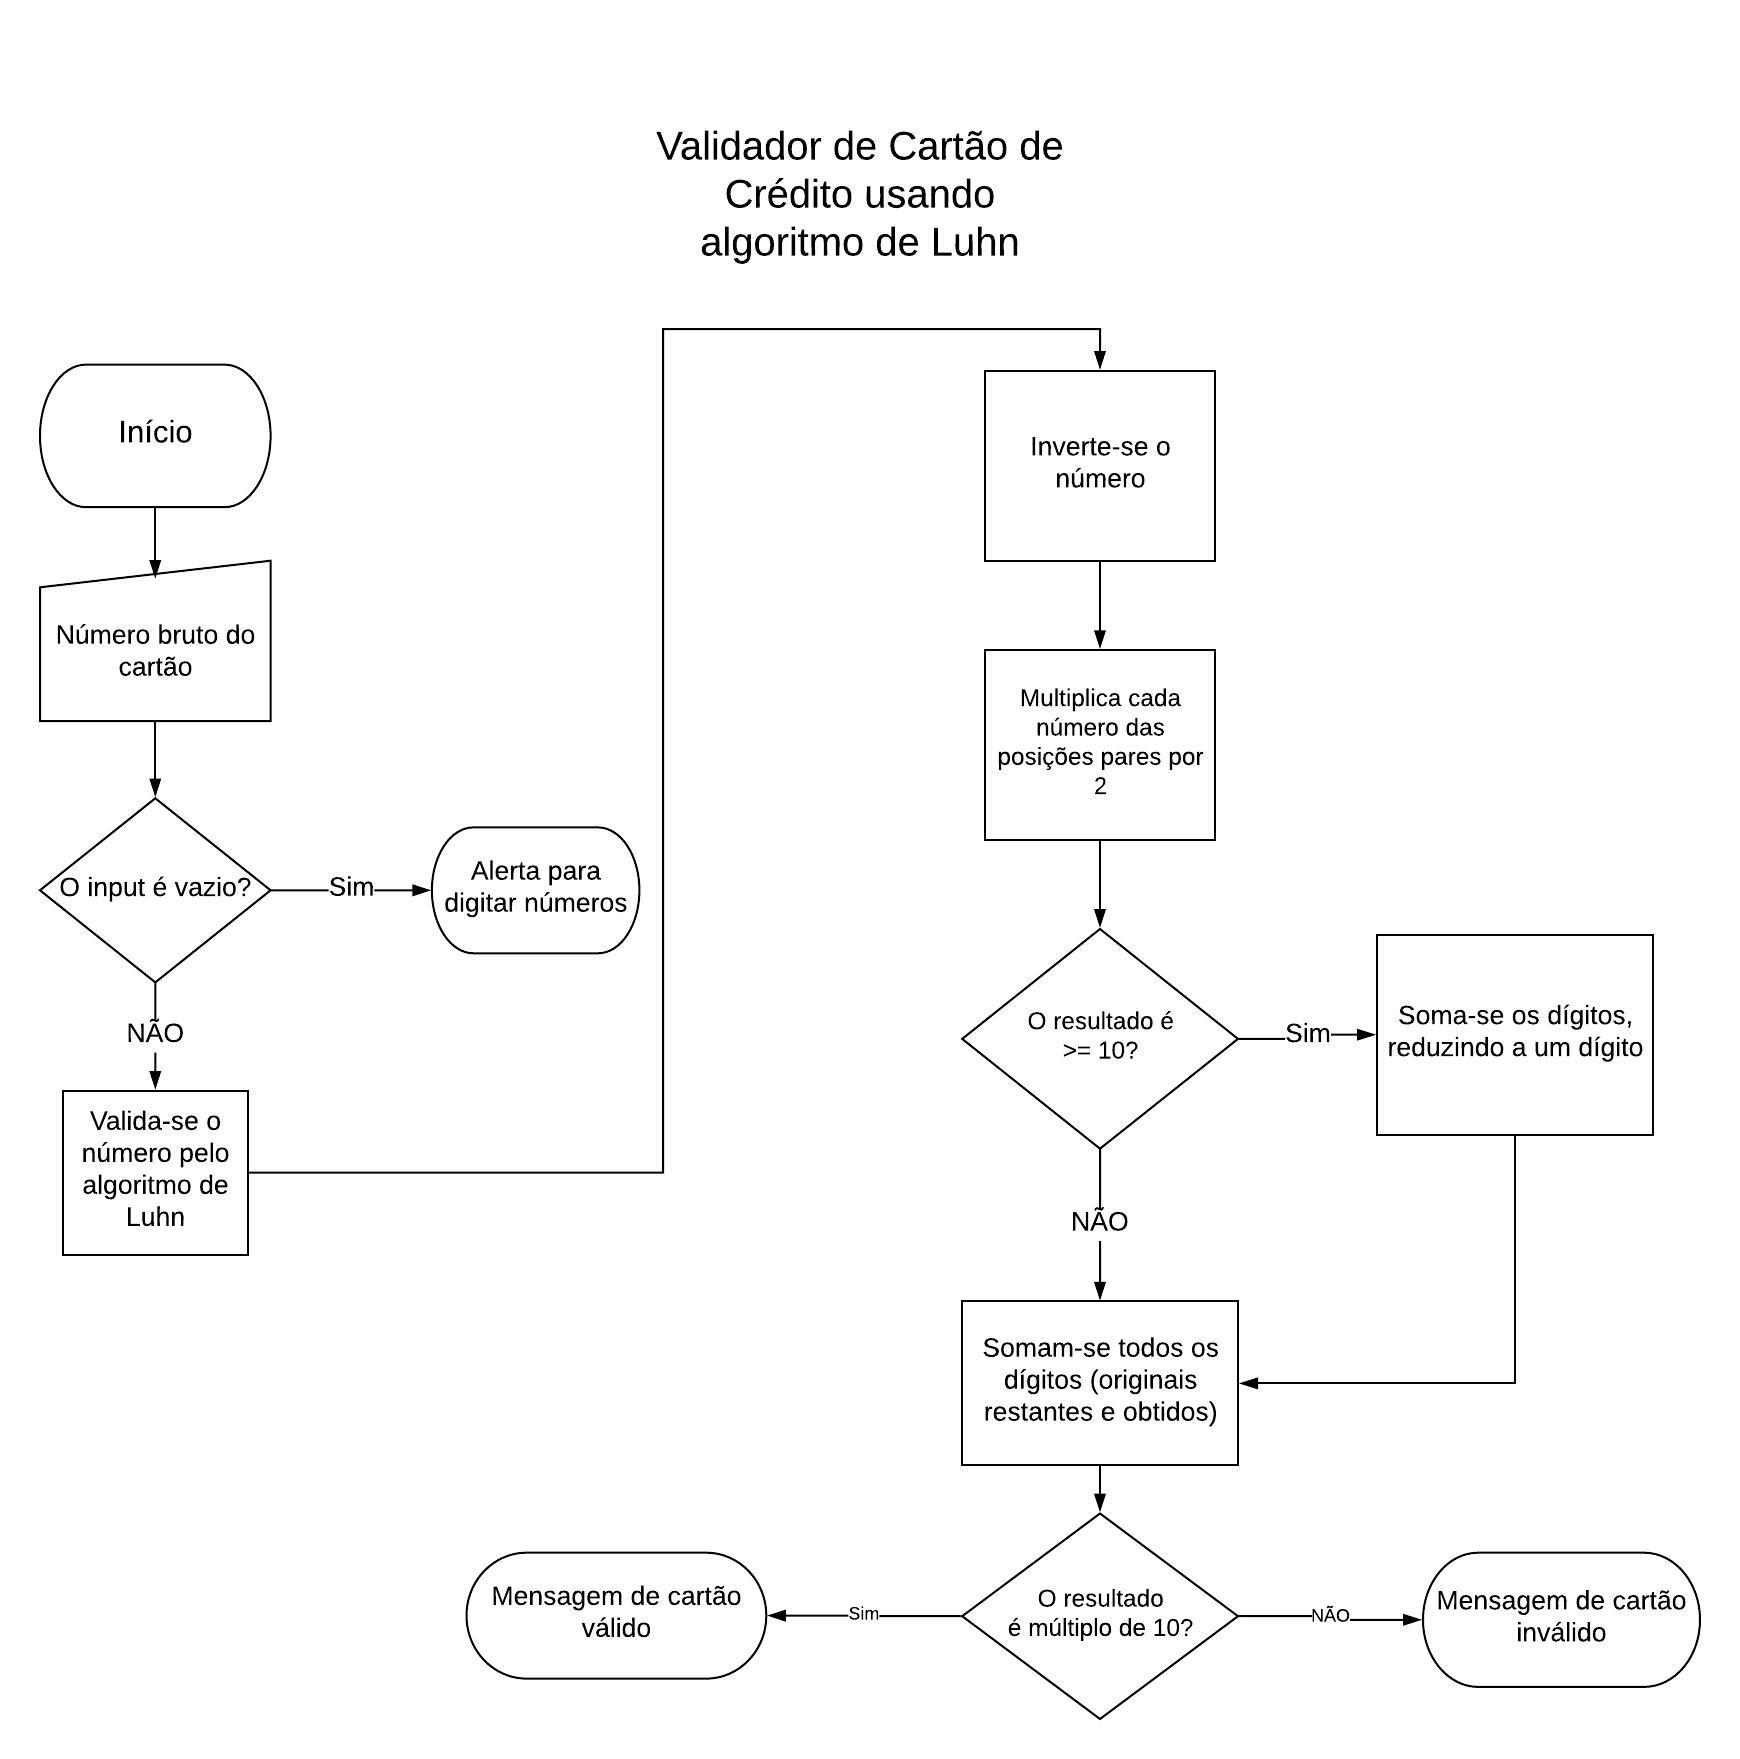 Validador de Cartão de
Crédito usando
algoritmo de Luhn
Início
Número bruto do
cartão
O input é vazio?
Sim
Alerta para
digitar números
NÃO
Valida-se o
número pelo
algoritmo de
Luhn
Inverte-se o
número
Multiplica cada
número das
posições pares por
2
O resultado é
>= 10?
Sim
Soma-se os dígitos,
reduzindo a um dígito
NÃO
Somam-se todos os
dígitos (originais
restantes e obtidos)
O resultado
é múltiplo de 10?
Sim
Mensagem de cartão
válido
NÃO
Mensagem de cartão
inválido